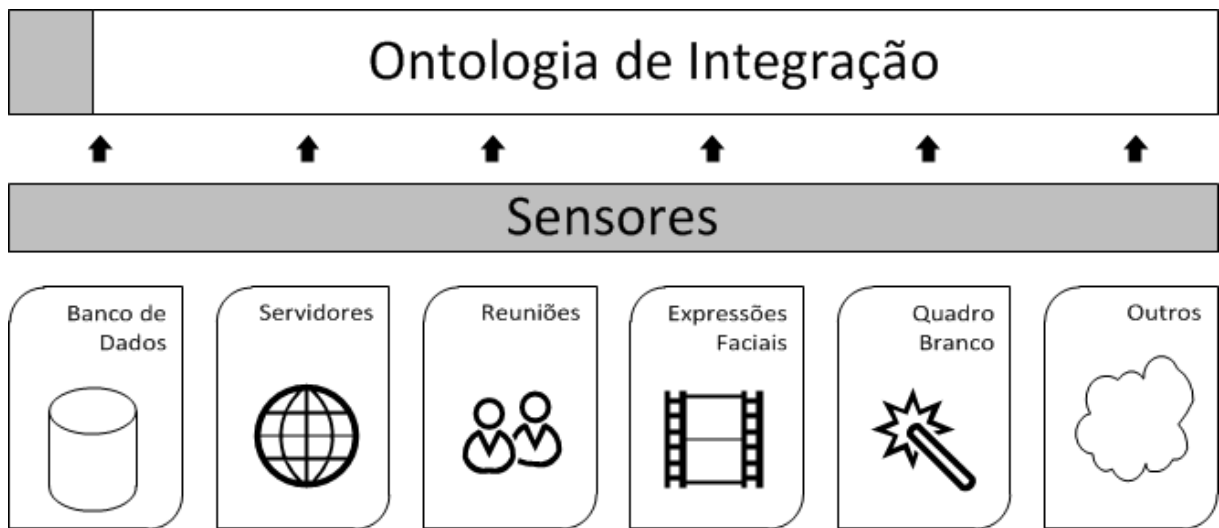 Ontologia de Integração
Sensores
Banco de
Dados
Servidores
Reuniões
Expressões
Faciais
Quadro
Branco
Outros